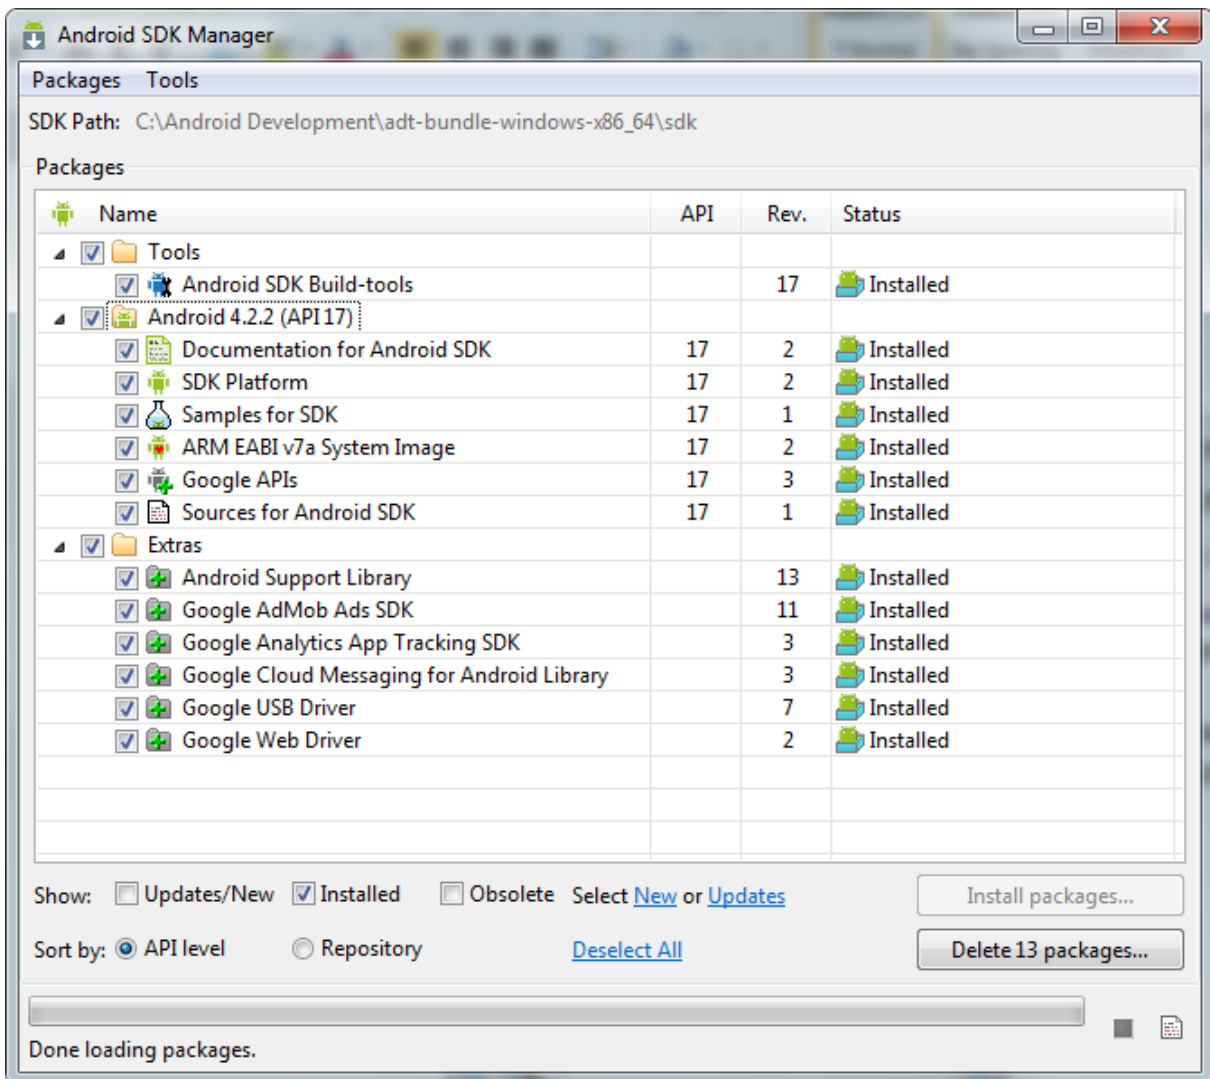 Android SDK Manager
Packages Tools
SDK Path: C:\Android Development\adt-bundle-windows-x86_64\sdk
Packages
Name API Rev. Status
Tools
Android SDK Build-tools 17 Installed
Android 4.2.2 (API 17)
Documentation for Android SDK 17 2 Installed
SDK Platform 17 2 Installed
Samples for SDK 17 1 Installed
ARM EABI v7a System Image 17 2 Installed
Google APIs 17 3 Installed
Sources for Android SDK 17 1 Installed
Extras
Android Support Library 13 Installed
Google AdMob Ads SDK 11 Installed
Google Analytics App Tracking SDK 3 Installed
Google Cloud Messaging for Android Library 3 Installed
Google USB Driver 7 Installed
Google Web Driver 2 Installed
Show: Updates/New Installed Obsolete Select New or Updates Install packages...
Sort by: API level Repository Deselect All Delete 13 packages...
Done loading packages.